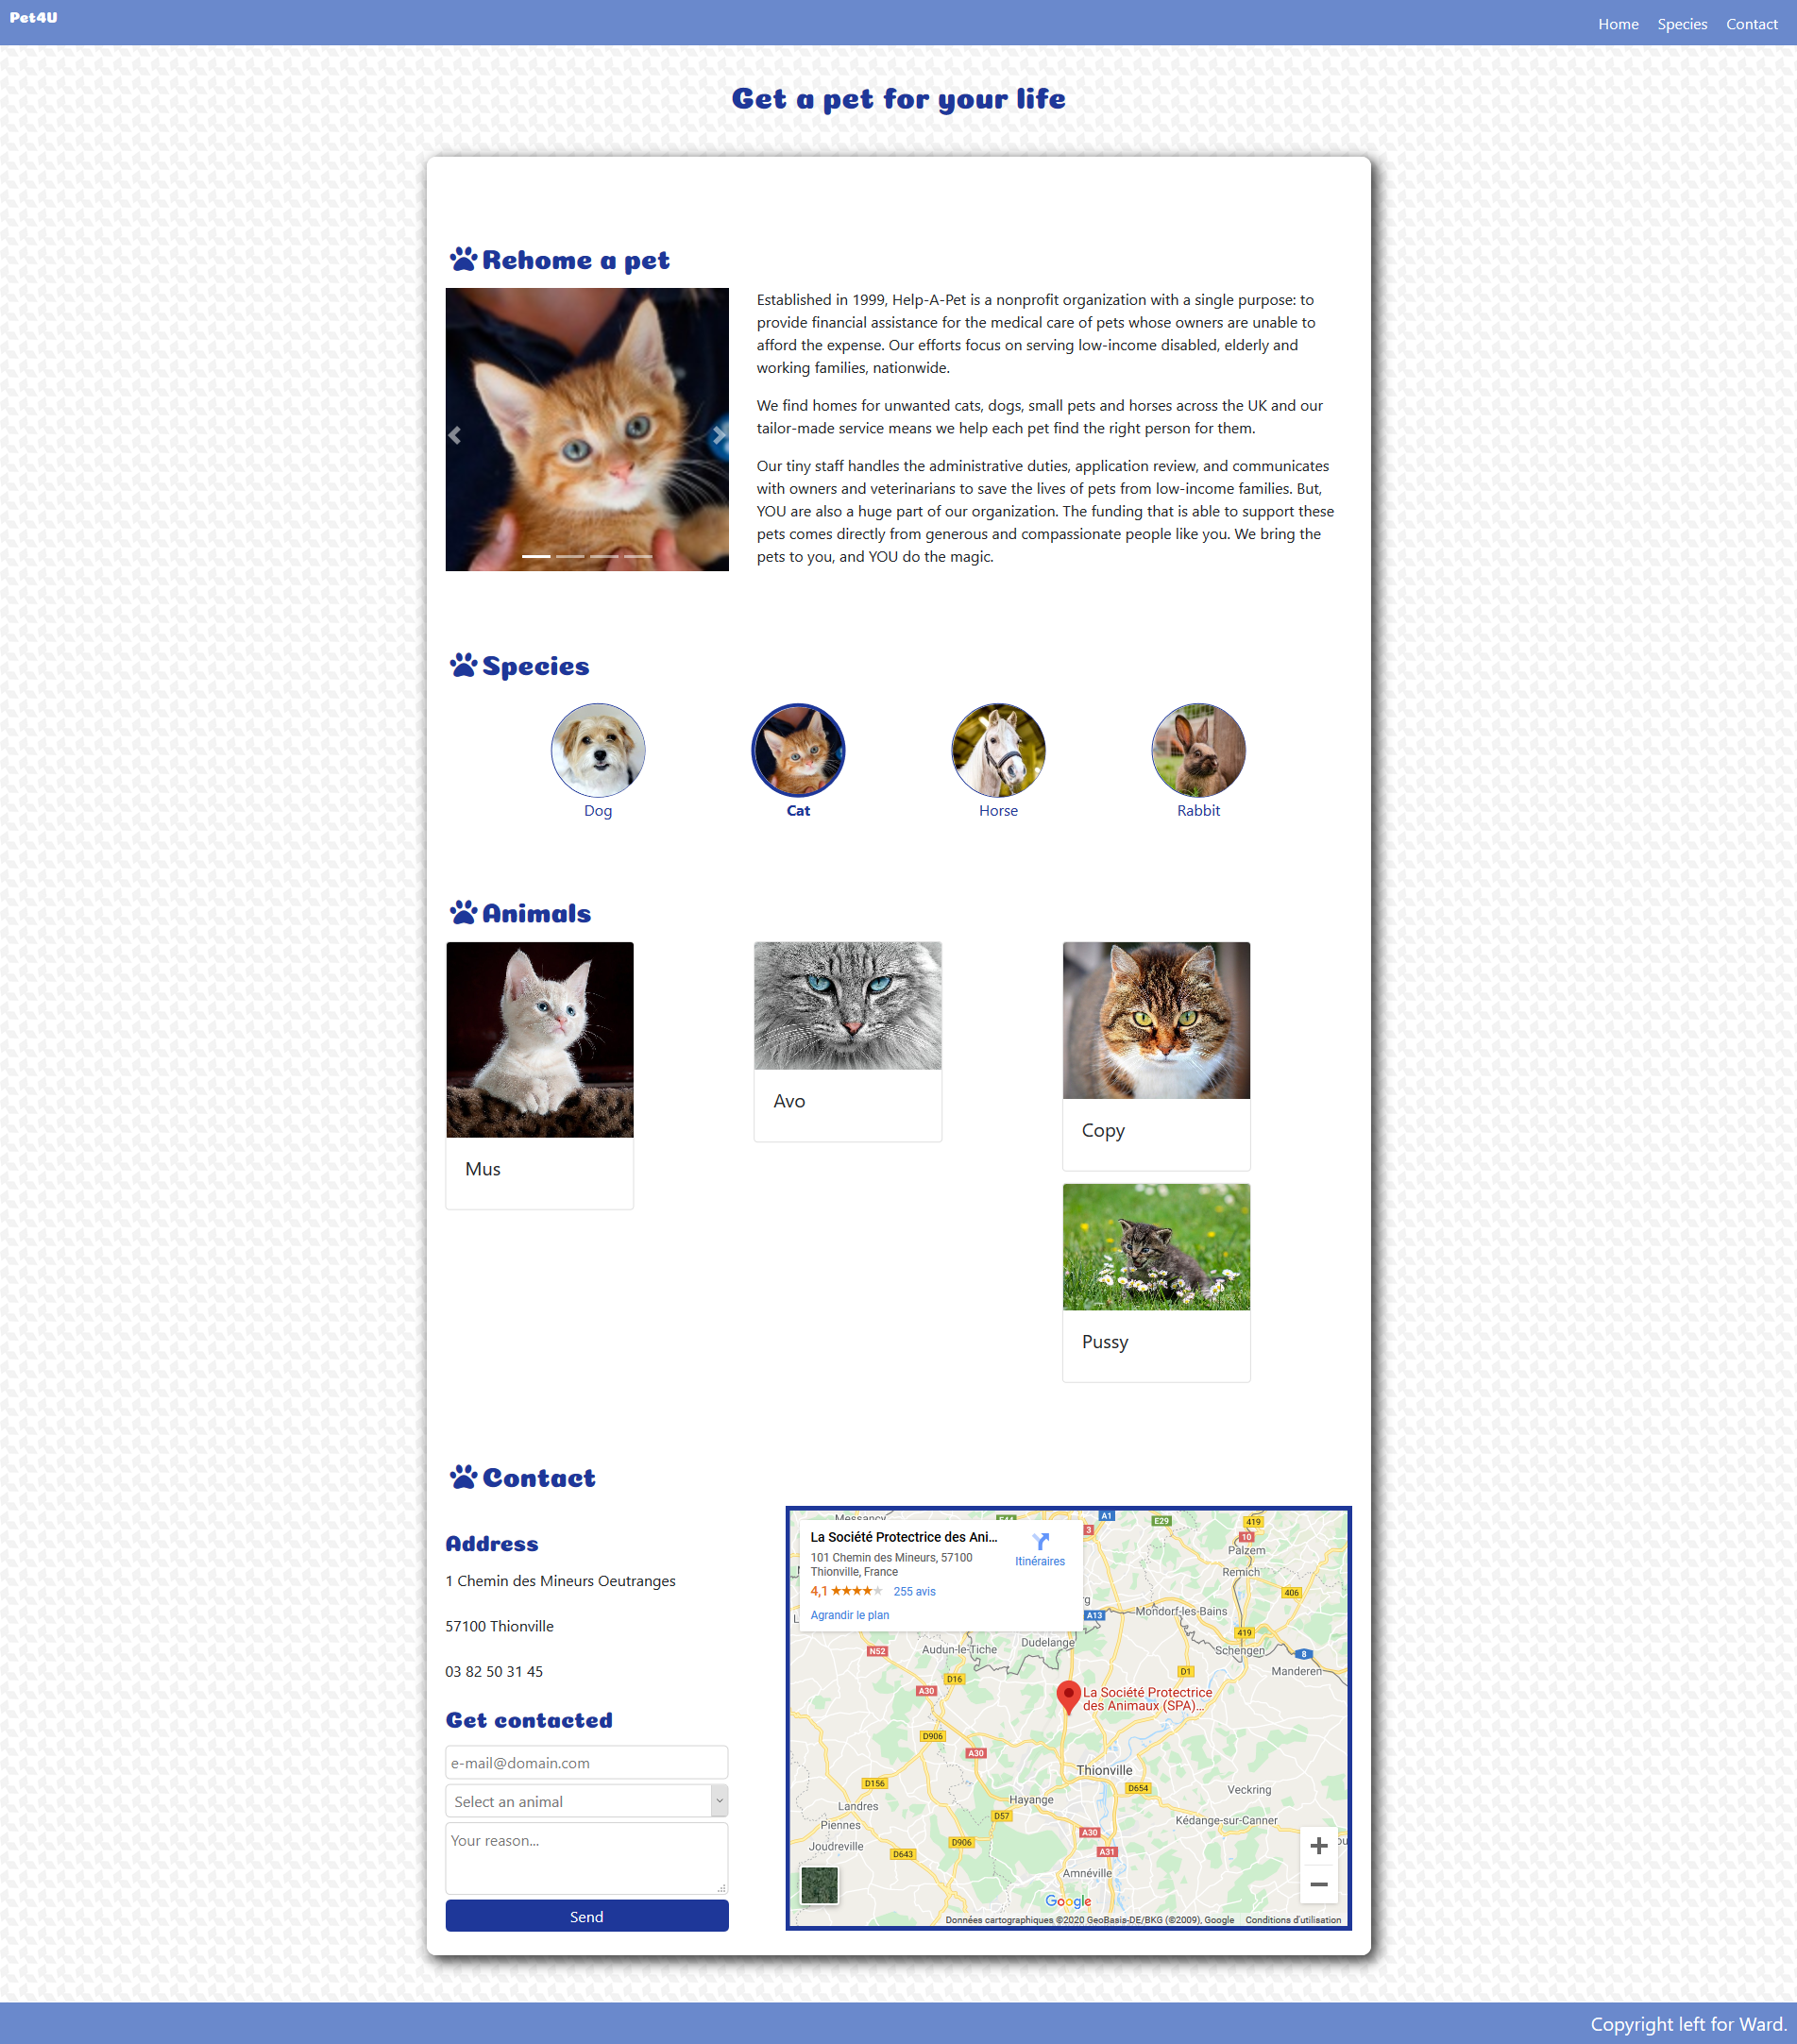 Pet4U
Home Species Contact
Get a pet for your life
Rehome a pet
Established in 1999, Help-A-Pet is a nonprofit organization with a single purpose: to
provide financial assistance for the medical care of pets whose owners are unable to
afford the expense. Our efforts focus on serving low-income disabled, elderly and
working families, nationwide.
We find homes for unwanted cats, dogs, small pets and horses across the UK and our
tailor-made service means we help each pet find the right person for them.
Our tiny staff handles the administrative duties, application review, and communicates
with owners and veterinarians to save the lives of pets from low-income families. But,
YOU are also a huge part of our organization. The funding that is able to support these
pets comes directly from generous and compassionate people like you. We bring the
pets to you, and YOU do the magic.
Species
Dog Cat Horse Rabbit
Animals
Mus
Avo
Copy
Pussy
Contact
Address
1 Chemin des Mineurs Oeutranges
57100 Thionville
03 82 50 31 45
Get contacted
e-mail@domain.com
Select an animal
Your reason...
Send
La Société Protectrice des Ani...
101 Chemin des Mineurs, 57100
Thionville, France
4,1 255 avis
Agrandir le plan
Itinéraires
Messancy
A1
E29
419
10
Palzem
Remich
406
A13
Mondorf-les-Bains
419
Schengen
8
Manderen
N52
Audun-le-Tiche
Dudelange
D16
D1
A30
La Société Protectrice
des Animaux (SPA)...
D906
A30
Thionville
D156
D654
Veckring
Landres
Hayange
D57
Kédange-sur-Canner
Piennes
A30
Joudreville
D906
A31
D643
Amnéville
Google
Données cartographiques ©2020 GeoBasis-DE/BKG (©2009), Google Conditions d'utilisation
Copyright left for Ward.